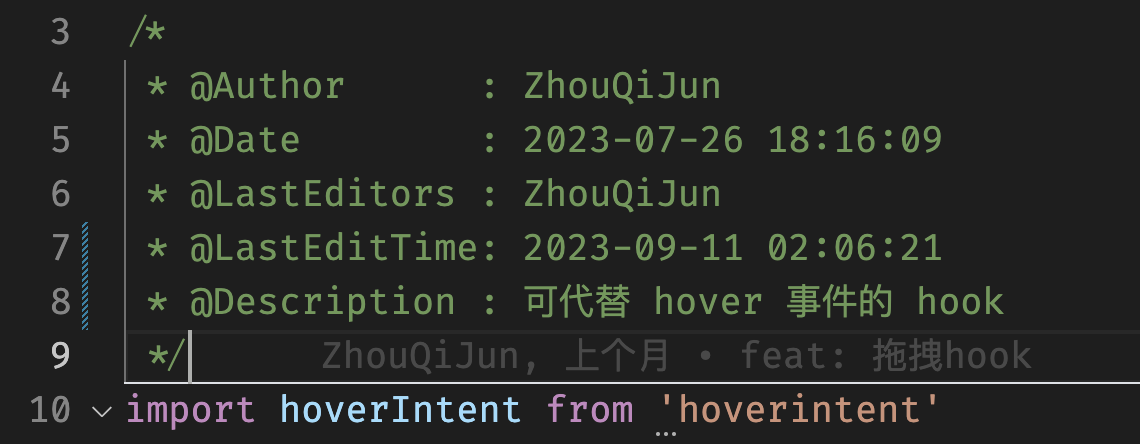 3 /*
4 * @Author : ZhouQiJun
5 * @Date : 2023-07-26 18:16:09
6 * @LastEditors : ZhouQiJun
7 * @LastEditTime: 2023-09-11 02:06:21
8 * @Description : 可代替 hover 事件的 hook
9 */ ZhouQiJun, 上个月 • feat: 拖拽hook
10 import hoverIntent from 'hoverintent'